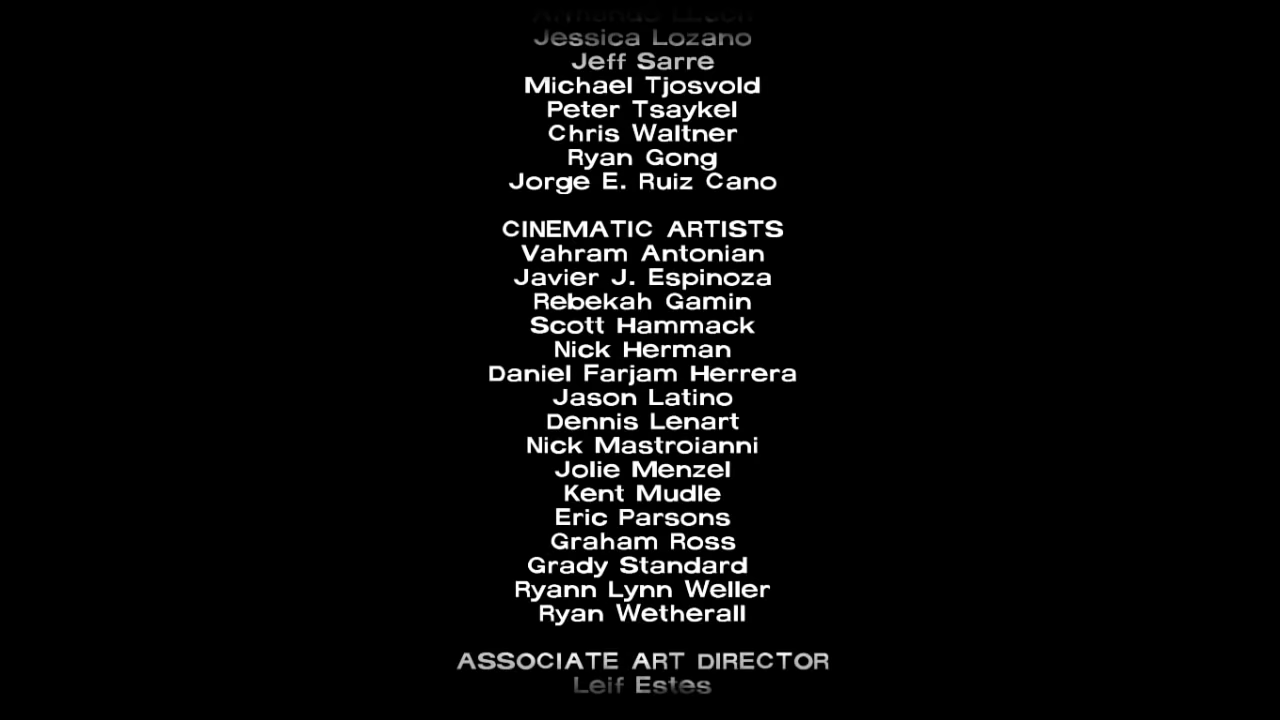 Jessica Lozano
Jeff Sarre
Michael Tjosvold
Peter Tsaykel
Chris Waltner
Ryan Gong
Jorge E. Ruiz Cano
CINEMATIC ARTISTS
Vahram Antonian
Javier J. Espinoza
Rebekah Gamin
Scott Hammack
Nick Herman
Daniel Farjam Herrera
Jason Latino
Dennis Lenart
Nick Mastroianni
Jolie Menzel
Kent Mudle
Eric Parsons
Graham Ross
Grady Standard
Ryann Lynn Weller
Ryan Wetherall
ASSOCIATE ART DIRECTOR
Leif Estes